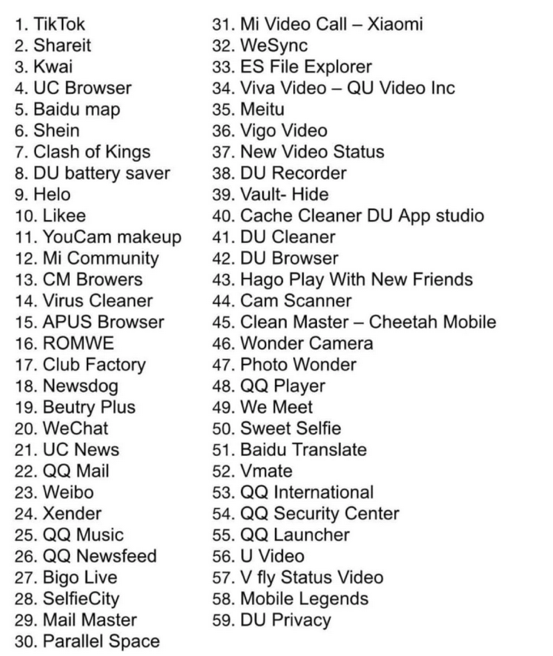 1. TikTok
2. Shareit
3. Kwai
4. UC Browser
5. Baidu map
6. Shein
7. Clash of Kings
8. DU battery saver
9. Helo
10. Likee
11. YouCam makeup
12. Mi Community
13. CM Browers
14. Virus Cleaner
15. APUS Browser
16. ROMWE
17. Club Factory
18. Newsdog
19. Beutry Plus
20. WeChat
21. UC News
22. QQ Mail
23. Weibo
24. Xender
25. QQ Music
26. QQ Newsfeed
27. Bigo Live
28. SelfieCity
29. Mail Master
30. Parallel Space
31. Mi Video Call – Xiaomi
32. WeSync
33. ES File Explorer
34. Viva Video – QU Video Inc
35. Meitu
36. Vigo Video
37. New Video Status
38. DU Recorder
39. Vault- Hide
40. Cache Cleaner DU App studio
41. DU Cleaner
42. DU Browser
43. Hago Play With New Friends
44. Cam Scanner
45. Clean Master – Cheetah Mobile
46. Wonder Camera
47. Photo Wonder
48. QQ Player
49. We Meet
50. Sweet Selfie
51. Baidu Translate
52. Vmate
53. QQ International
54. QQ Security Center
55. QQ Launcher
56. U Video
57. V fly Status Video
58. Mobile Legends
59. DU Privacy